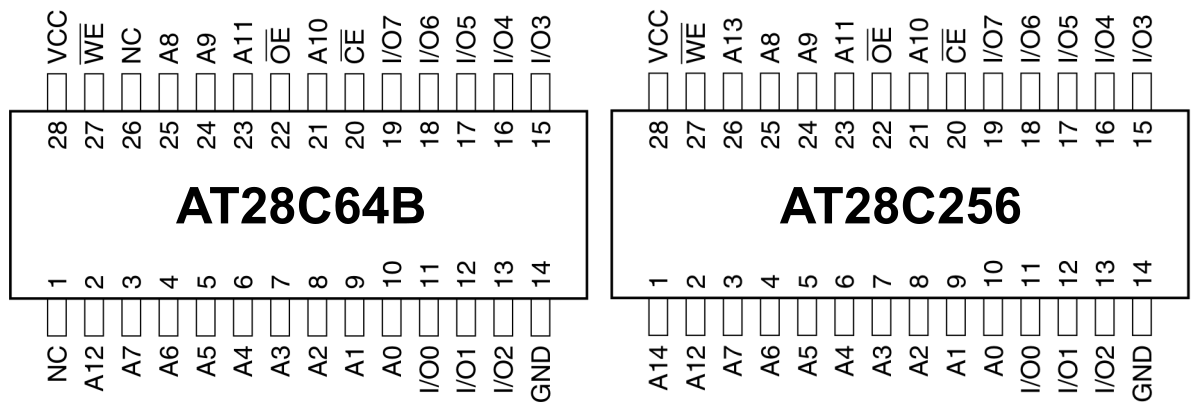 VCC WE NC A8 A9 A11 OE A10 CE I/O7 I/O6 I/O5 I/O4 I/O3
28 27 26 25 24 23 22 21 20 19 18 17 16 15
AT28C64B
1 2 3 4 5 6 7 8 9 10 11 12 13 14
NC A12 A7 A6 A5 A4 A3 A2 A1 A0 I/O0 I/O1 I/O2 GND
VCC WE A13 A8 A9 A11 OE A10 CE I/O7 I/O6 I/O5 I/O4 I/O3
28 27 26 25 24 23 22 21 20 19 18 17 16 15
AT28C256
1 2 3 4 5 6 7 8 9 10 11 12 13 14
A14 A12 A7 A6 A5 A4 A3 A2 A1 A0 I/O0 I/O1 I/O2 GND